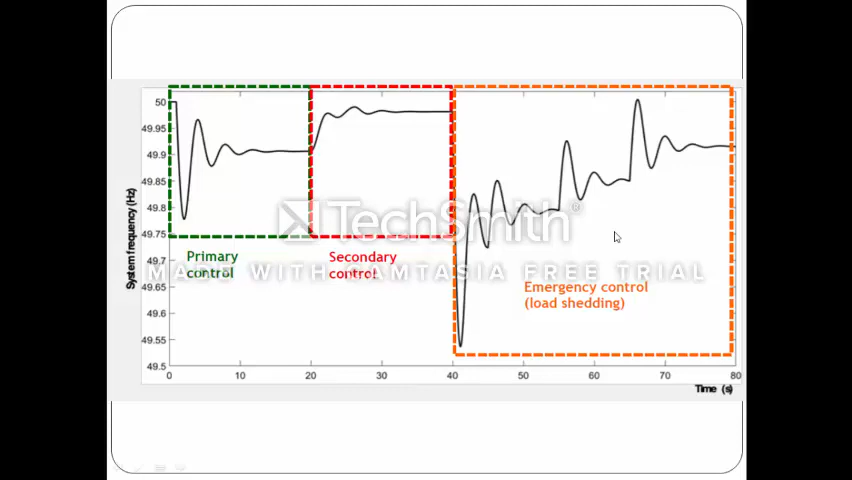 50
49.95
49.9
49.85
49.8
49.75
49.7
49.65
49.6
49.55
49.5
System frequency (Hz)
0 10 20 30 40 50 60 70 80
Time (s)
Primary
control
Secondary
control
Emergency control
(load shedding)
TechSmith®
MADE WITH CAMTASIA FREE TRIAL